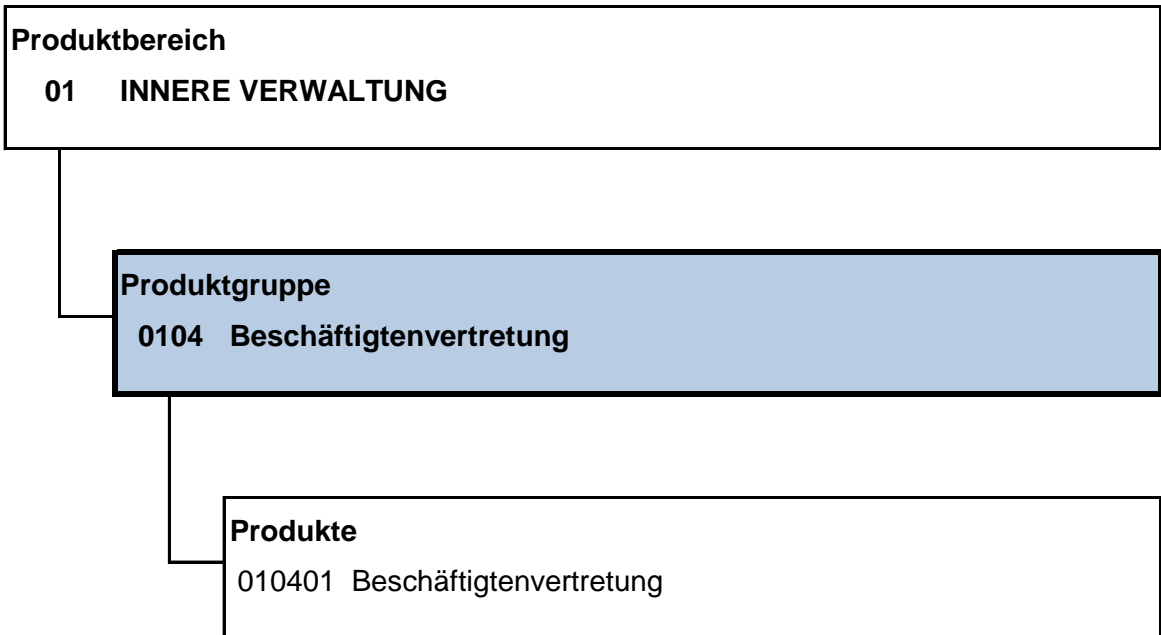 Produktbereich
01 INNERE VERWALTUNG
Produktgruppe
0104 Beschäftigtenvertretung
Produkte
010401 Beschäftigtenvertretung